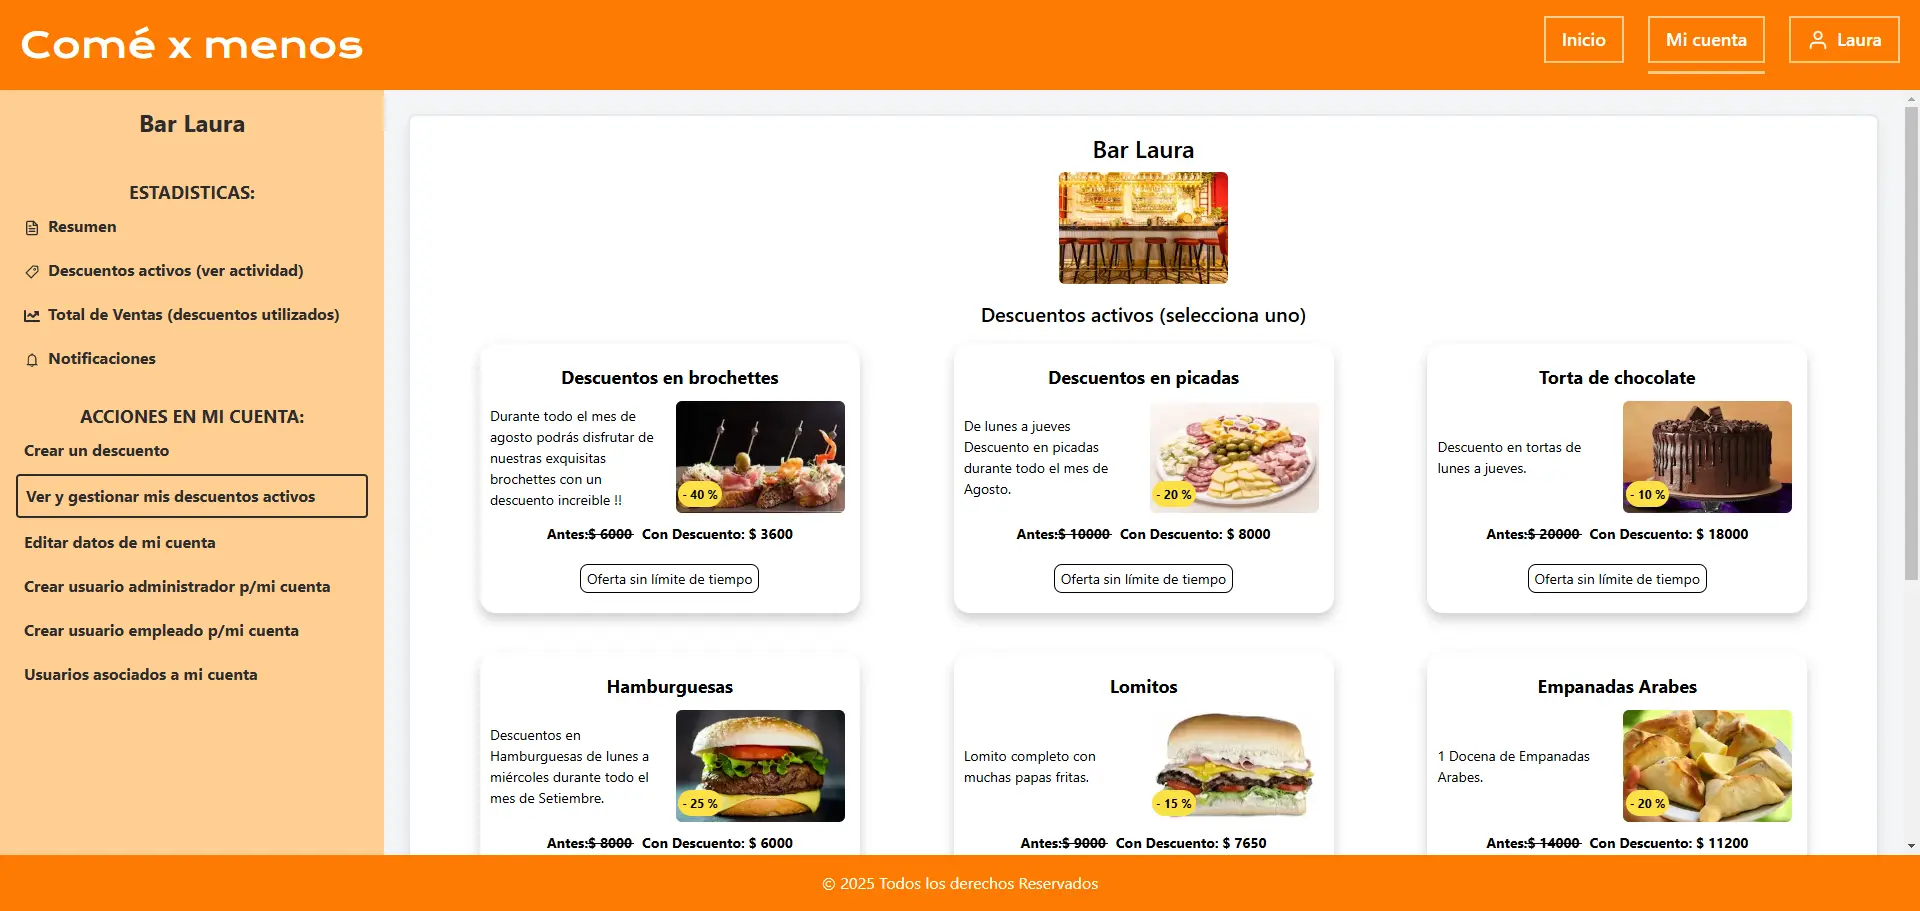 Comé x menos
Inicio
Mi cuenta
Laura
Bar Laura
ESTADISTICAS:
Resumen
Descuentos activos (ver actividad)
Total de Ventas (descuentos utilizados)
Notificaciones
ACCIONES EN MI CUENTA:
Crear un descuento
Ver y gestionar mis descuentos activos
Editar datos de mi cuenta
Crear usuario administrador p/mi cuenta
Crear usuario empleado p/mi cuenta
Usuarios asociados a mi cuenta
Bar Laura
Descuentos activos (selecciona uno)
Descuentos en brochettes
Durante todo el mes de
agosto podrás disfrutar de
nuestras exquisitas
brochettes con un
descuento increible !!
- 40 %
Antes:$ 6000 Con Descuento: $ 3600
Oferta sin límite de tiempo
Descuentos en picadas
De lunes a jueves
Descuento en picadas
durante todo el mes de
Agosto.
- 20 %
Antes:$ 10000 Con Descuento: $ 8000
Oferta sin límite de tiempo
Torta de chocolate
Descuento en tortas de
lunes a jueves.
- 10 %
Antes:$ 20000 Con Descuento: $ 18000
Oferta sin límite de tiempo
Hamburguesas
Descuentos en
Hamburguesas de lunes a
miércoles durante todo el
mes de Setiembre.
- 25 %
Antes:$ 8000 Con Descuento: $ 6000
Lomitos
Lomito completo con
muchas papas fritas.
- 15 %
Antes:$ 9000 Con Descuento: $ 7650
Empanadas Arabes
1 Docena de Empanadas
Arabes.
- 20 %
Antes:$ 14000 Con Descuento: $ 11200
© 2025 Todos los derechos Reservados